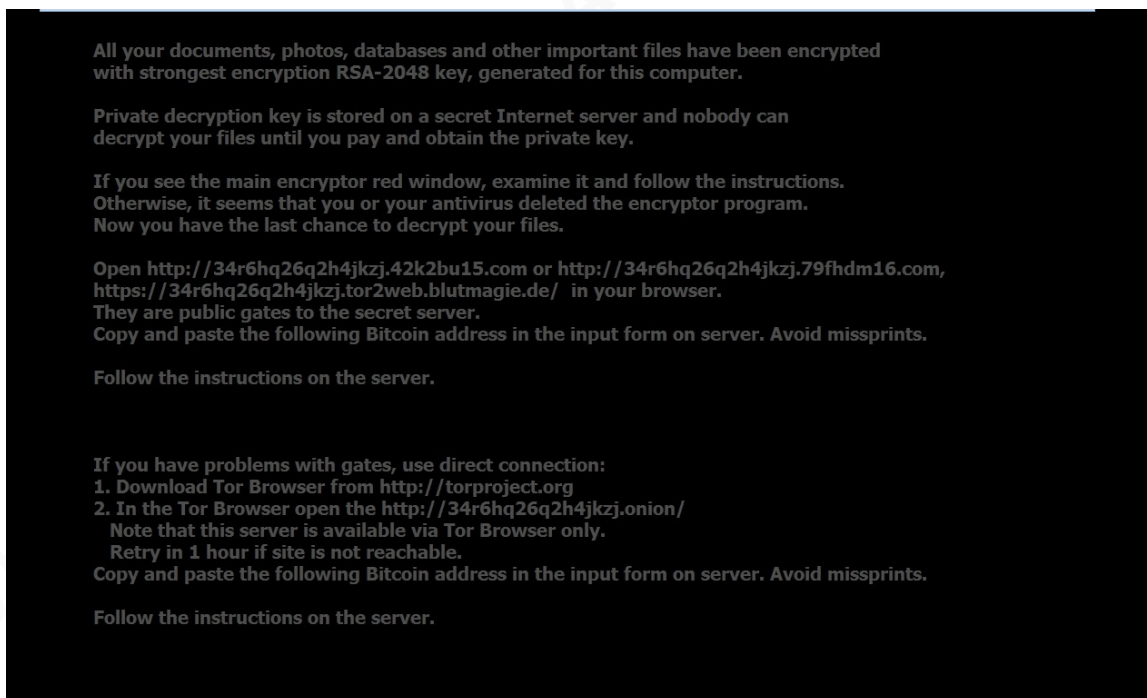 All your documents, photos, databases and other important files have been encrypted
with strongest encryption RSA-2048 key, generated for this computer.
Private decryption key is stored on a secret Internet server and nobody can
decrypt your files until you pay and obtain the private key.
If you see the main encryptor red window, examine it and follow the instructions.
Otherwise, it seems that you or your antivirus deleted the encryptor program.
Now you have the last chance to decrypt your files.
Open http://34r6hq26q2h4jkzj.42k2bu15.com or http://34r6hq26q2h4jkzj.79fhdm16.com,
https://34r6hq26q2h4jkzj.tor2web.blutmagie.de/ in your browser.
They are public gates to the secret server.
Copy and paste the following Bitcoin address in the input form on server. Avoid missprints.
Follow the instructions on the server.
If you have problems with gates, use direct connection:
1. Download Tor Browser from http://torproject.org
2. In the Tor Browser open the http://34r6hq26q2h4jkzj.onion/
Note that this server is available via Tor Browser only.
Retry in 1 hour if site is not reachable.
Copy and paste the following Bitcoin address in the input form on server. Avoid missprints.
Follow the instructions on the server.